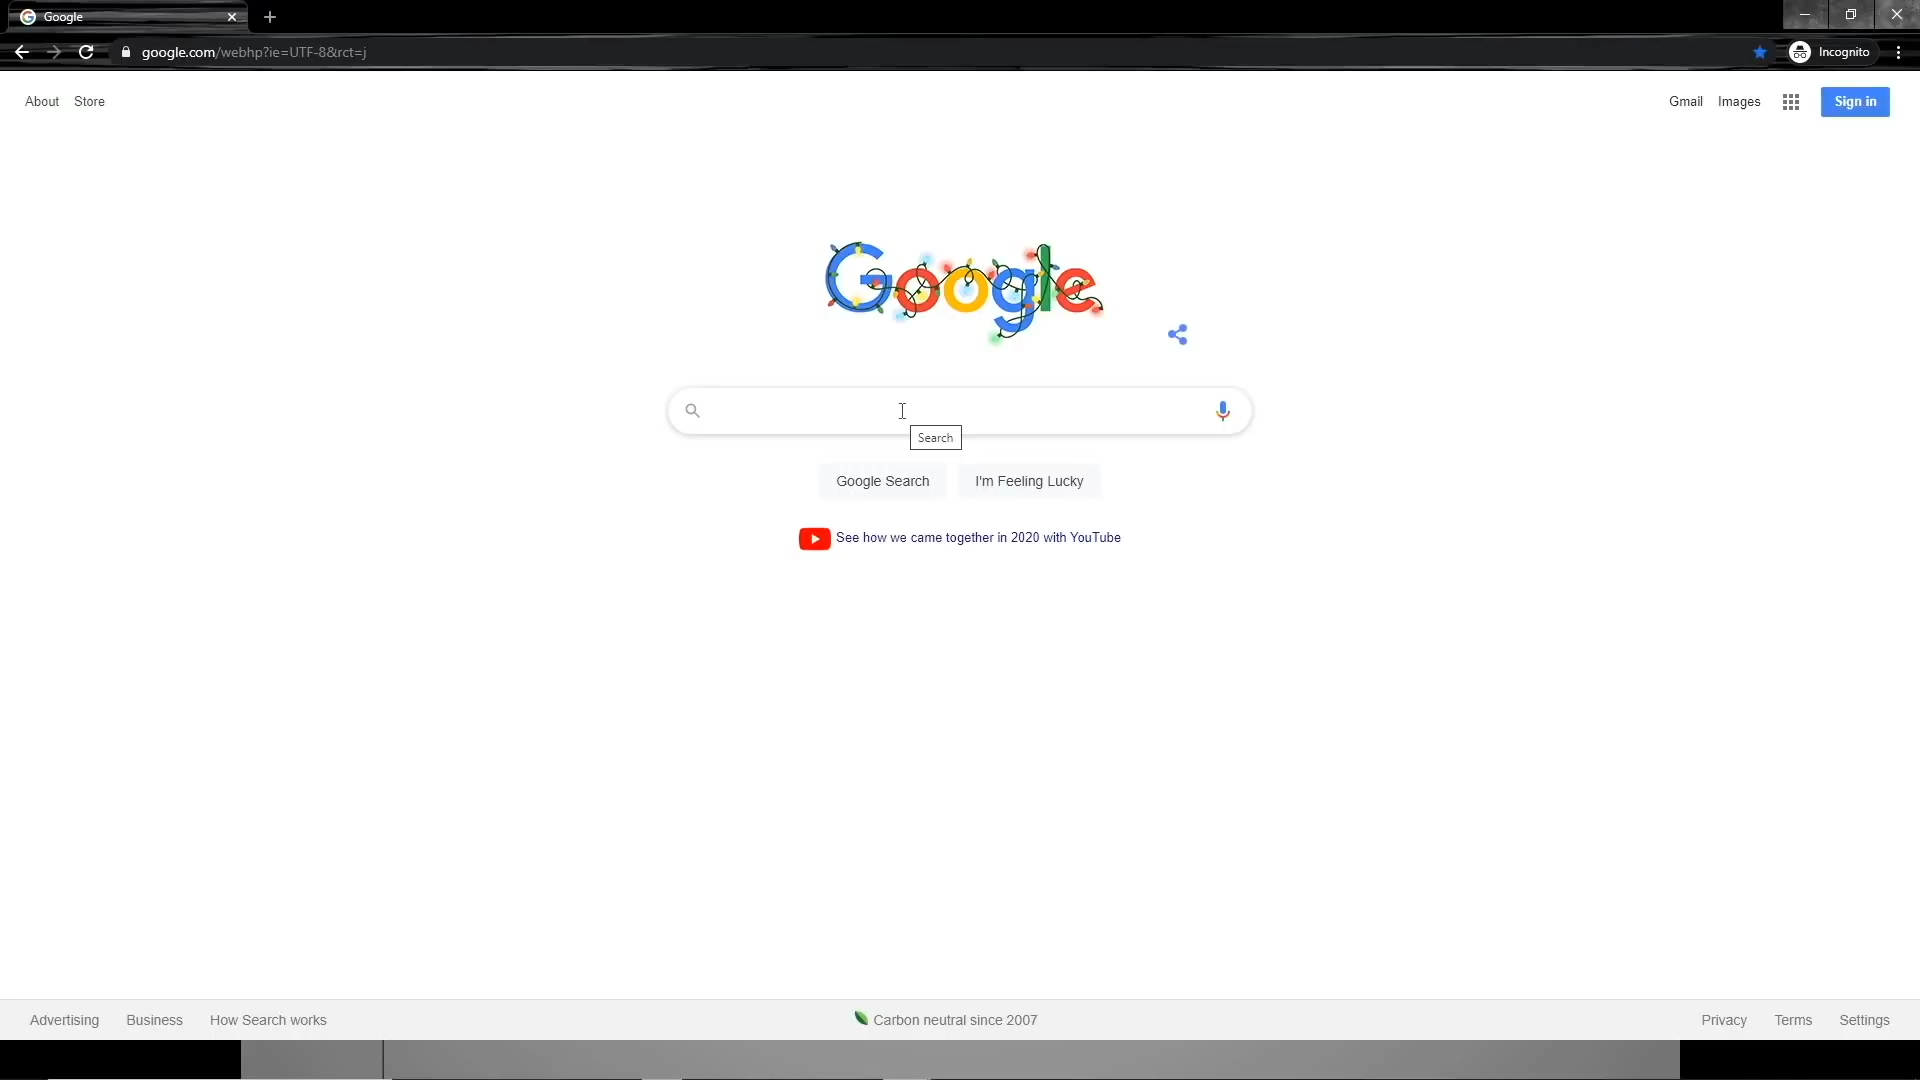 Google
google.com/webhp?ie=UTF-8&rct=j
Incognito
About Store
Gmail Images Sign in
Google
Search
Google Search I'm Feeling Lucky
See how we came together in 2020 with YouTube
Advertising Business How Search works
Carbon neutral since 2007
Privacy Terms Settings